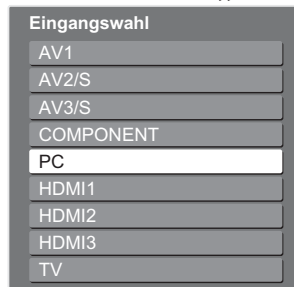 Eingangswahl
AV1
AV2/S
AV3/S
COMPONENT
PC
HDMI1
HDMI2
HDMI3
TV